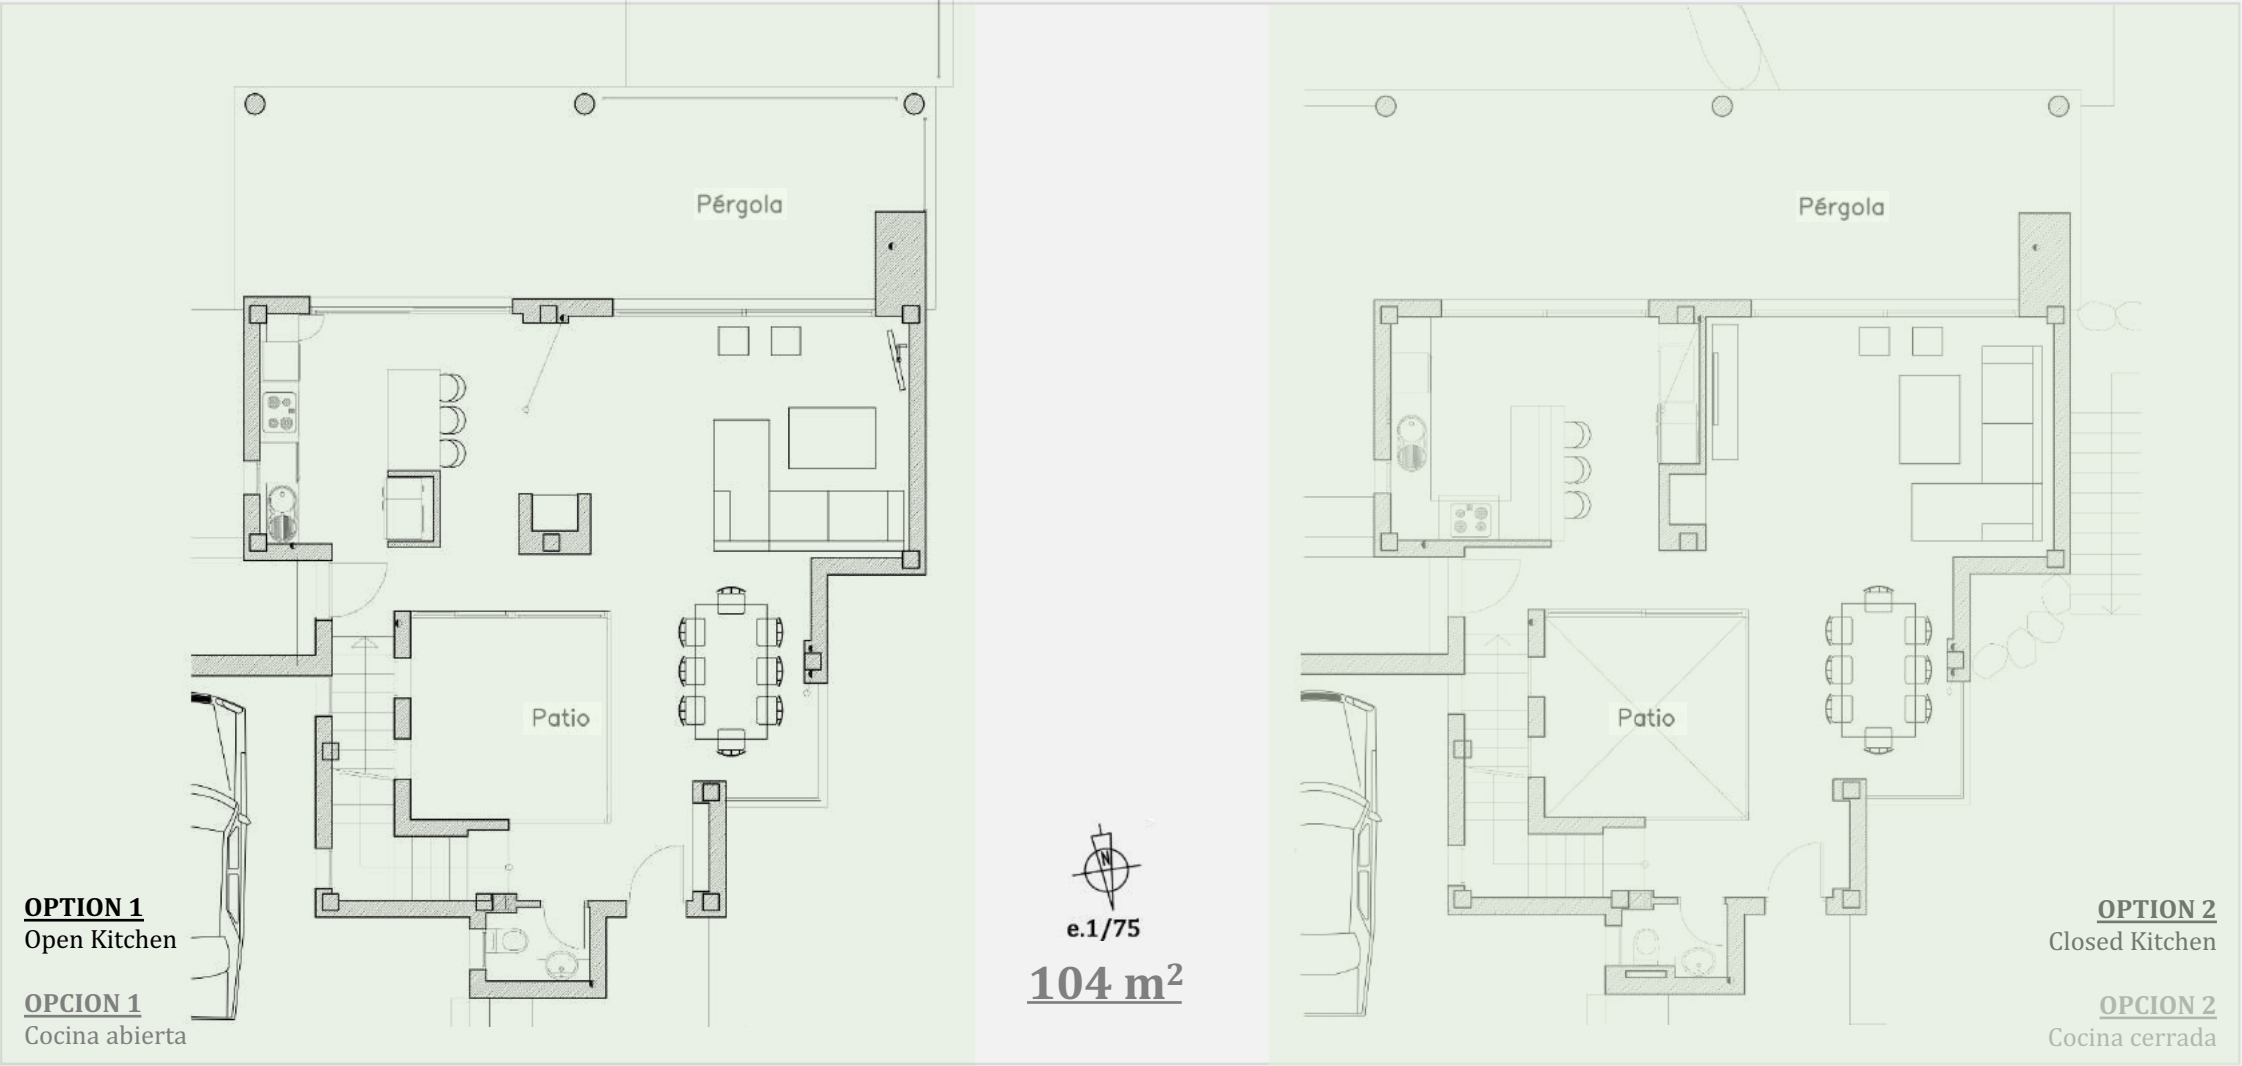 Pérgola
Patio
OPTION 1
Open Kitchen
OPCION 1
Cocina abierta
N
e.1/75
104 m²
Pérgola
Patio
OPTION 2
Closed Kitchen
OPCION 2
Cocina cerrada